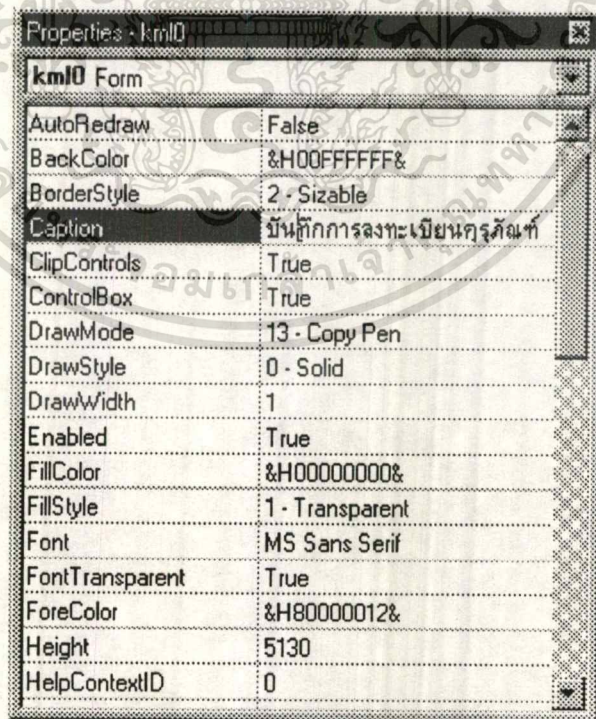 Properties - kml0
kml0 Form
AutoRedraw False
BackColor &H00FFFFFF&
BorderStyle 2 - Sizable
Caption บันทึกการลงทะเบียนครุภัณฑ์
ClipControls True
ControlBox True
DrawMode 13 - Copy Pen
DrawStyle 0 - Solid
DrawWidth 1
Enabled True
FillColor &H00000000&
FillStyle 1 - Transparent
Font MS Sans Serif
FontTransparent True
ForeColor &H80000012&
Height 5130
HelpContextID 0